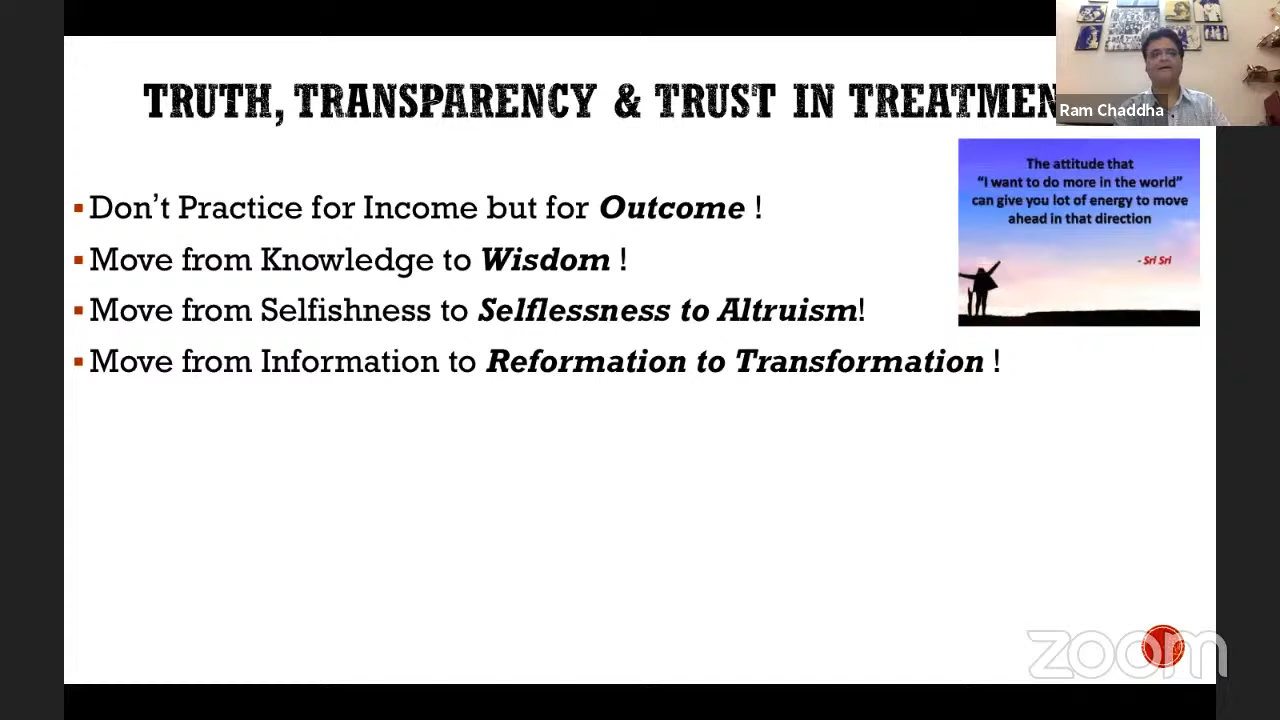 TRUTH, TRANSPARENCY & TRUST IN TREATMEN
Ram Chaddha
The attitude that
“I want to do more in the world”
can give you lot of energy to move
ahead in that direction
- Sri Sri
▪Don’t Practice for Income but for Outcome !
▪Move from Knowledge to Wisdom !
▪Move from Selfishness to Selflessness to Altruism!
▪Move from Information to Reformation to Transformation !
zoom